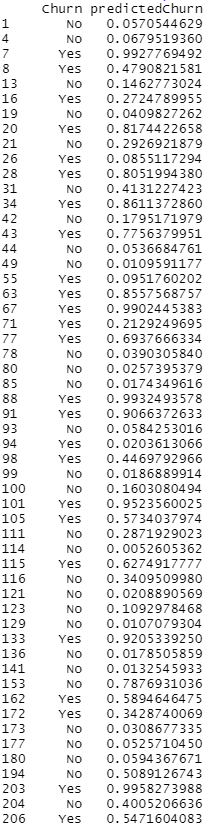 Churn predictedChurn
1 No 0.0570544629
4 No 0.0679519360
7 Yes 0.9927769492
8 Yes 0.4790821581
13 No 0.1462773024
16 Yes 0.2724789955
19 No 0.0409827262
20 Yes 0.8174422658
21 No 0.2926921879
26 Yes 0.0855117294
28 Yes 0.8051994380
31 No 0.4131227423
34 Yes 0.8611372860
42 No 0.1795171979
43 Yes 0.7756379951
44 No 0.0536684761
49 No 0.0109591177
55 Yes 0.0951760202
63 Yes 0.8557568757
67 Yes 0.9902445383
71 Yes 0.2129249695
77 Yes 0.6937666334
78 No 0.0390305840
80 No 0.0257395379
85 No 0.0174349616
88 Yes 0.9932493578
91 Yes 0.9066372633
93 No 0.0584253016
94 Yes 0.0203613066
98 Yes 0.4469792966
99 No 0.0186889914
100 No 0.1603080494
101 Yes 0.9523560025
105 Yes 0.5734037974
111 No 0.2871929023
114 No 0.0052605362
115 Yes 0.6274917777
116 No 0.3409509980
121 No 0.0208890569
123 No 0.1092978468
129 No 0.0107079304
133 Yes 0.9205339250
136 No 0.0178505859
141 No 0.0132545933
153 No 0.7876931036
162 Yes 0.5894646475
172 Yes 0.3428740069
173 No 0.0308677335
177 No 0.0525710450
180 No 0.0594367671
194 No 0.5089126743
203 Yes 0.9958273988
204 No 0.4005206636
206 Yes 0.5471604083